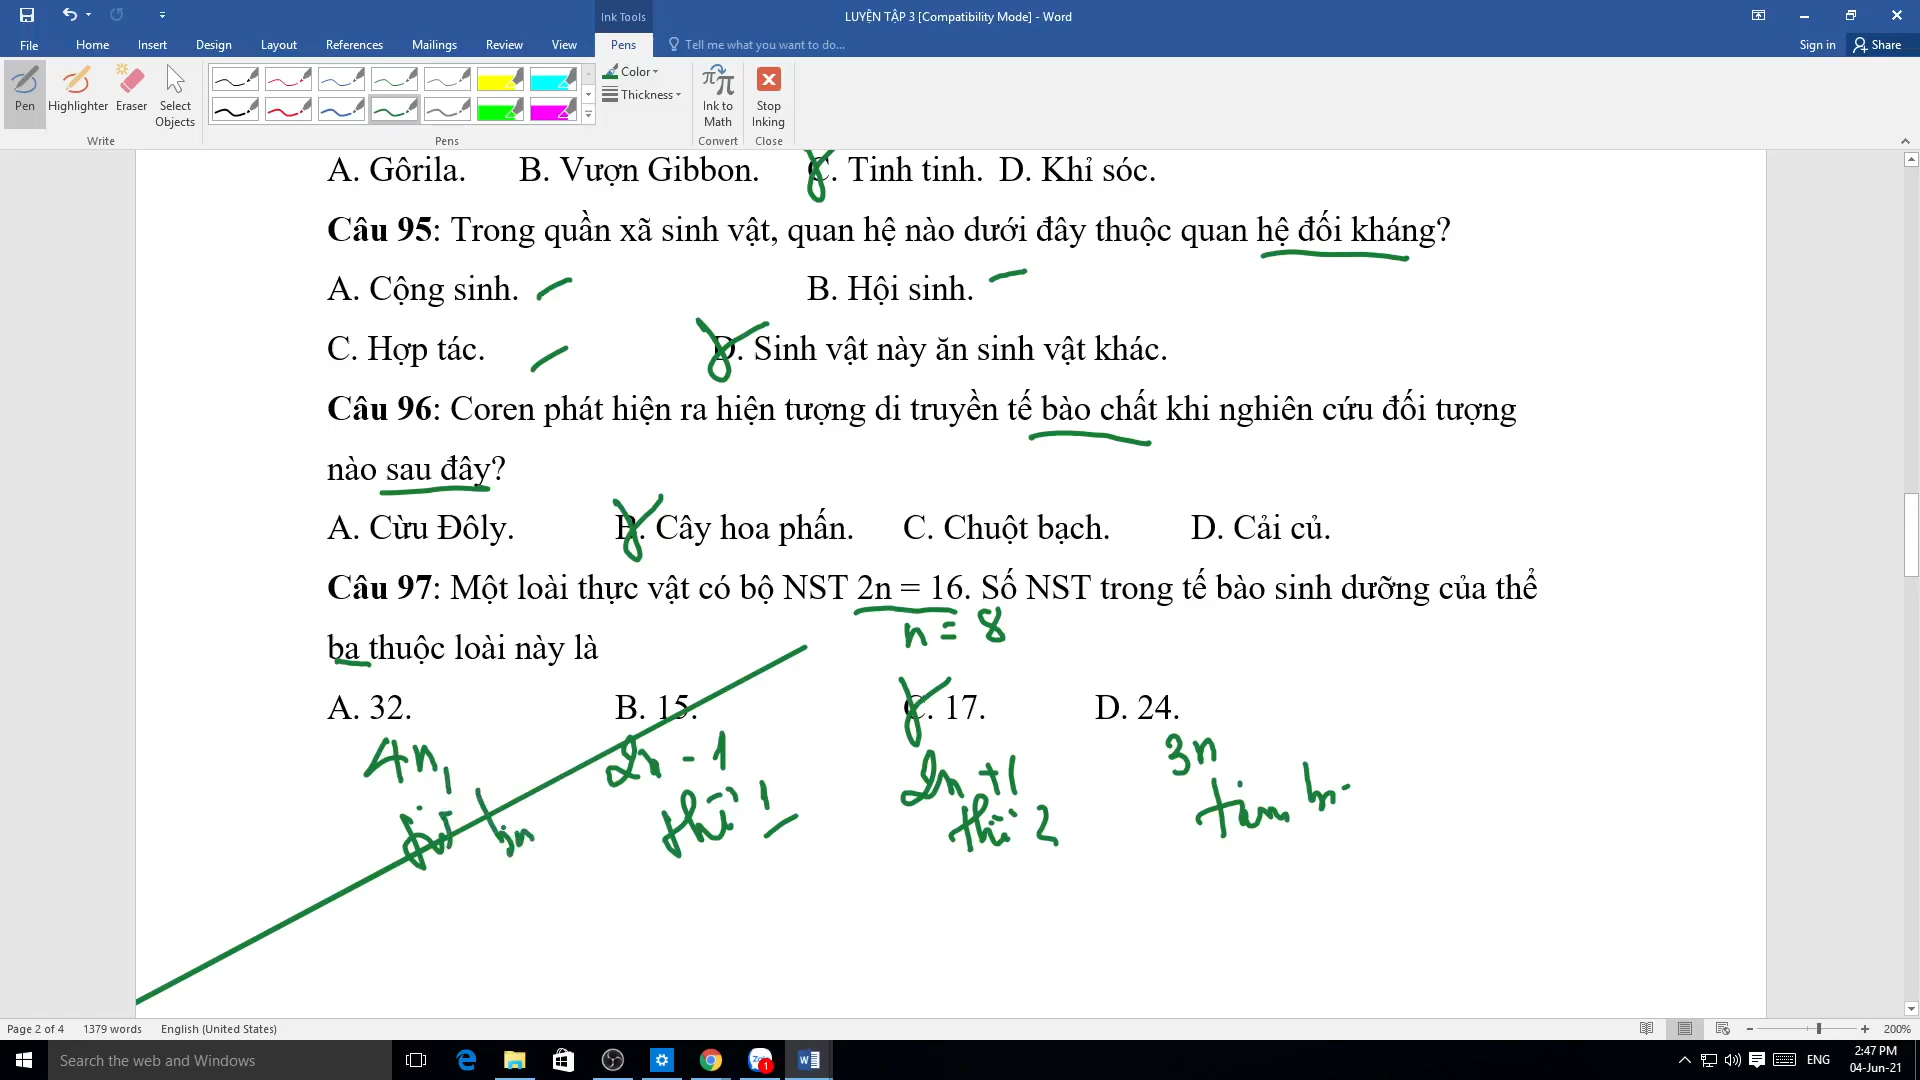 Ink Tools
LUYỆN TẬP 3 [Compatibility Mode] - Word
File Home Insert Design Layout References Mailings Review View Pens Tell me what you want to do... Sign in Share
Pen Highlighter Eraser Select Objects
Color
Thickness
Ink to Math
Stop Inking
Write Pens Convert Close
A. Gôrila. B. Vượn Gibbon. C. Tinh tinh. D. Khỉ sóc.
Câu 95: Trong quần xã sinh vật, quan hệ nào dưới đây thuộc quan hệ đối kháng?
A. Cộng sinh. B. Hội sinh.
C. Hợp tác. D. Sinh vật này ăn sinh vật khác.
Câu 96: Coren phát hiện ra hiện tượng di truyền tế bào chất khi nghiên cứu đối tượng
nào sau đây?
A. Cừu Đôly. B. Cây hoa phấn. C. Chuột bạch. D. Cải củ.
Câu 97: Một loài thực vật có bộ NST 2n = 16. Số NST trong tế bào sinh dưỡng của thể
n = 8
ba thuộc loài này là
A. 32. B. 15. C. 17. D. 24.
4n 2n - 1 2n +1 3n
Page 2 of 4 1379 words English (United States) 200%
Search the web and Windows
ENG
2:47 PM
04-Jun-21